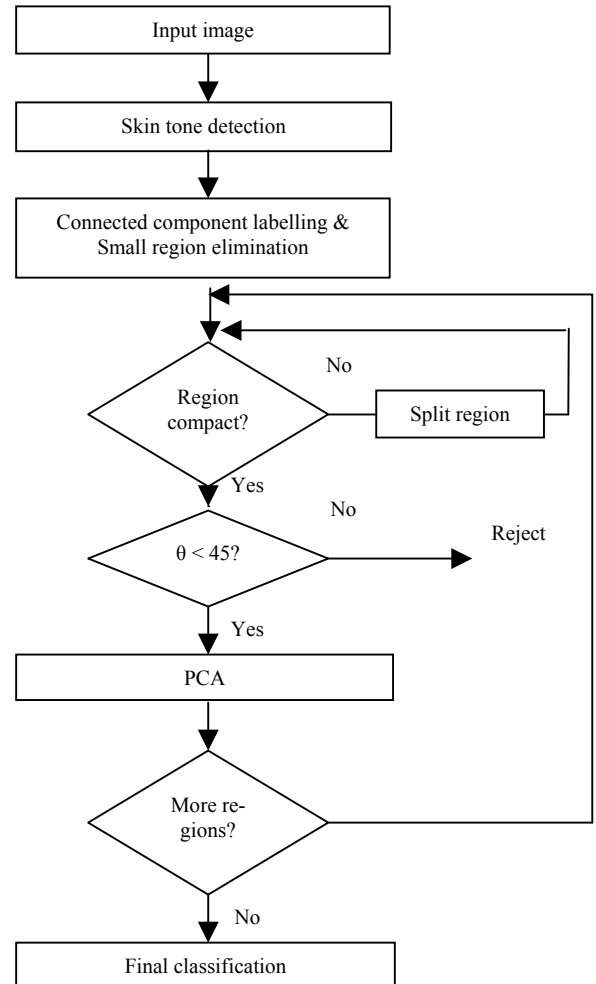 Input image
Skin tone detection
Connected component labelling &
Small region elimination
No
Region
compact?
Split region
Yes
No
Reject
θ < 45?
Yes
PCA
More re-
gions?
No
Final classification